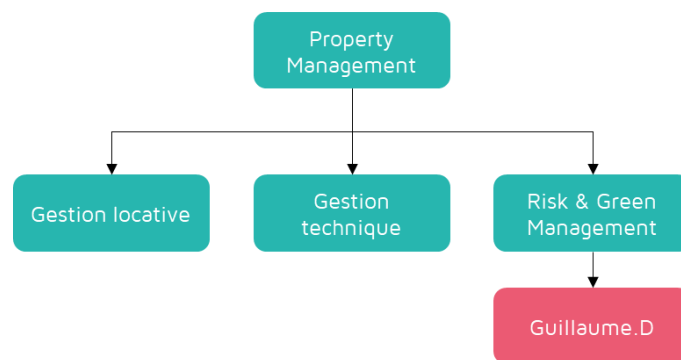 Property
Management
Gestion locative
Gestion
technique
Risk & Green
Management
Guillaume.D